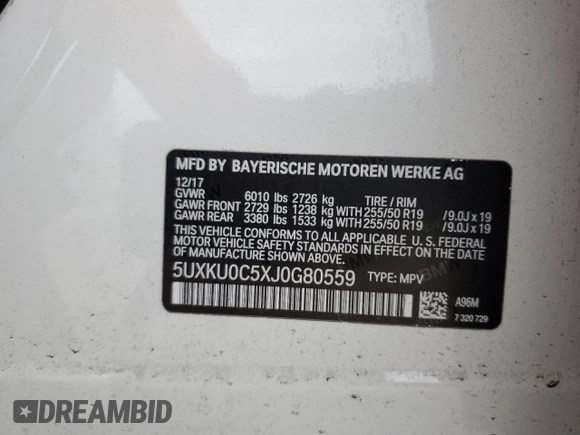 MFD BY BAYERISCHE MOTOREN WERKE AG
12/17
GVWR 6010 lbs 2726 kg TIRE / RIM
GAWR FRONT 2729 lbs 1238 kg WITH 255/50 R19 /9.0J x 19
GAWR REAR 3380 lbs 1533 kg WITH 255/50 R19 /9.0J x 19
THIS VEHICLE CONFORMS TO ALL APPLICABLE U. S. FEDERAL
MOTOR VEHICLE SAFETY STANDARDS IN EFFECT ON THE
DATE OF MANUFACTURE SHOWN ABOVE.
5UXKU0C5XJ0G80559 TYPE: MPV
A96M
7 320 729
DREAMBID